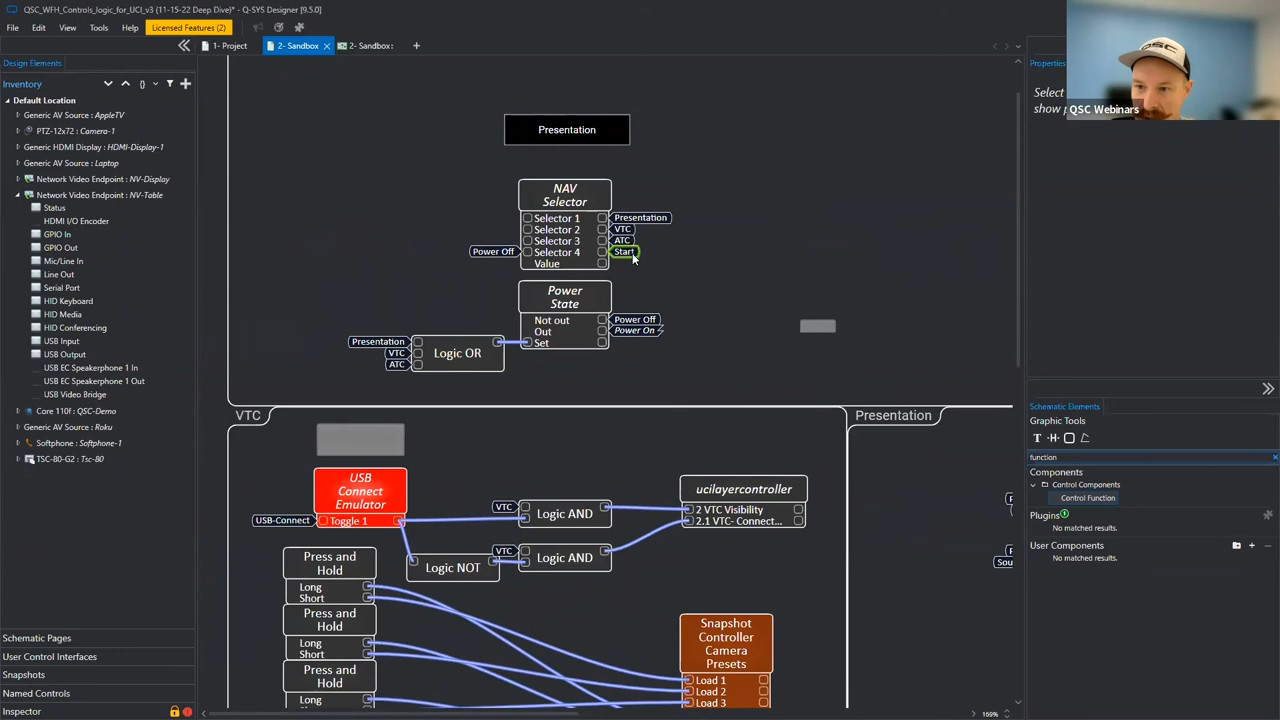 QSC_WFH_Controls_logic_for_UCI_v3 (11-15-22 Deep Dive)* - Q-SYS Designer [9.5.0]
File Edit View Tools Help Licensed Features (2)
1- Project
2- Sandbox
2- Sandbox:
Design Elements
Inventory
Default Location
Generic AV Source : AppleTV
PTZ-12x72 : Camera-1
Generic HDMI Display : HDMI-Display-1
Generic AV Source : Laptop
Network Video Endpoint : NV-Display
Network Video Endpoint : NV-Table
Status
HDMI I/O Encoder
GPIO In
GPIO Out
Mic/Line In
Line Out
Serial Port
HID Keyboard
HID Media
HID Conferencing
USB Input
USB Output
USB EC Speakerphone 1 In
USB EC Speakerphone 1 Out
USB Video Bridge
Core 110f : QSC-Demo
Generic AV Source : Roku
Softphone : Softphone-1
TSC-80-G2 : Tsc-80
Schematic Pages
User Control Interfaces
Snapshots
Named Controls
Inspector
Presentation
NAV
Selector
Selector 1
Presentation
Selector 2
VTC
Selector 3
ATC
Power Off
Selector 4
Start
Value
Power
State
Not out
Power Off
Out
Power On
Set
Presentation
VTC
ATC
Logic OR
VTC
USB
Connect
Emulator
USB-Connect
Toggle 1
VTC
Logic AND
VTC
Logic AND
Logic NOT
ucilayercontroller
2 VTC Visibility
2.1 VTC- Connect...
Press and
Hold
Long
Short
Press and
Hold
Long
Short
Press and
Hold
Long
Snapshot
Controller
Camera
Presets
Load 1
Load 2
Load 3
Presentation
169%
QSC
QSC Webinars
Properties
Select
show p
Schematic Elements
Graphic Tools
function
Components
Control Components
Control Function
Plugins
No matched results.
User Components
No matched results.